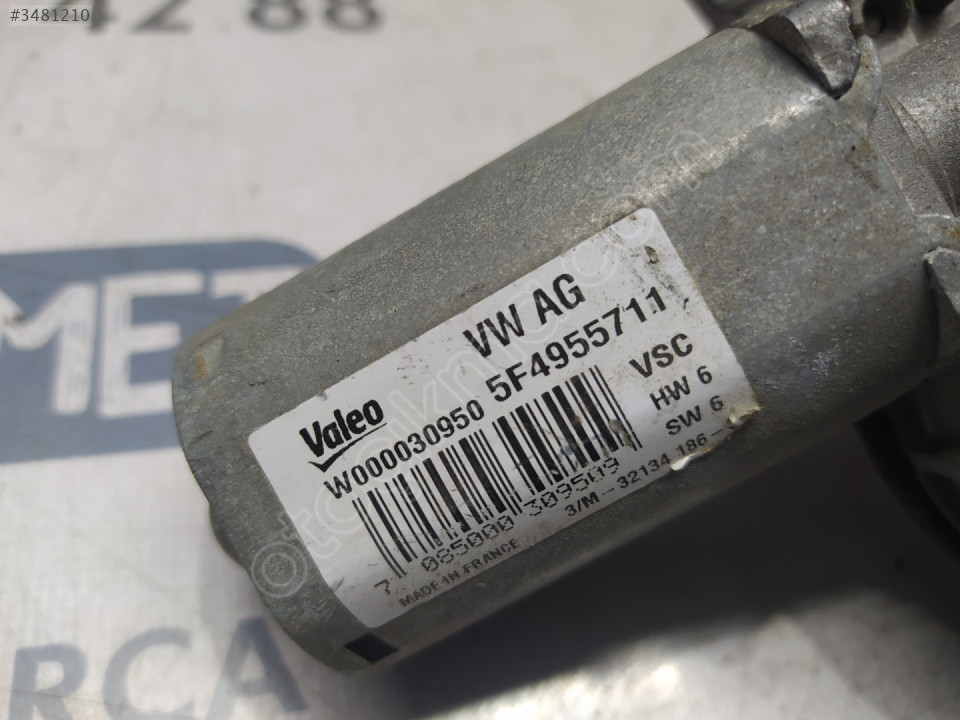 #3481210
42 88
MET
VW AG
5F4955711
Valeo
W000030950
VSC
HW 6
SW 6
7 085000 309509
3/M-32134 186-
MADE IN FRANCE
RCA